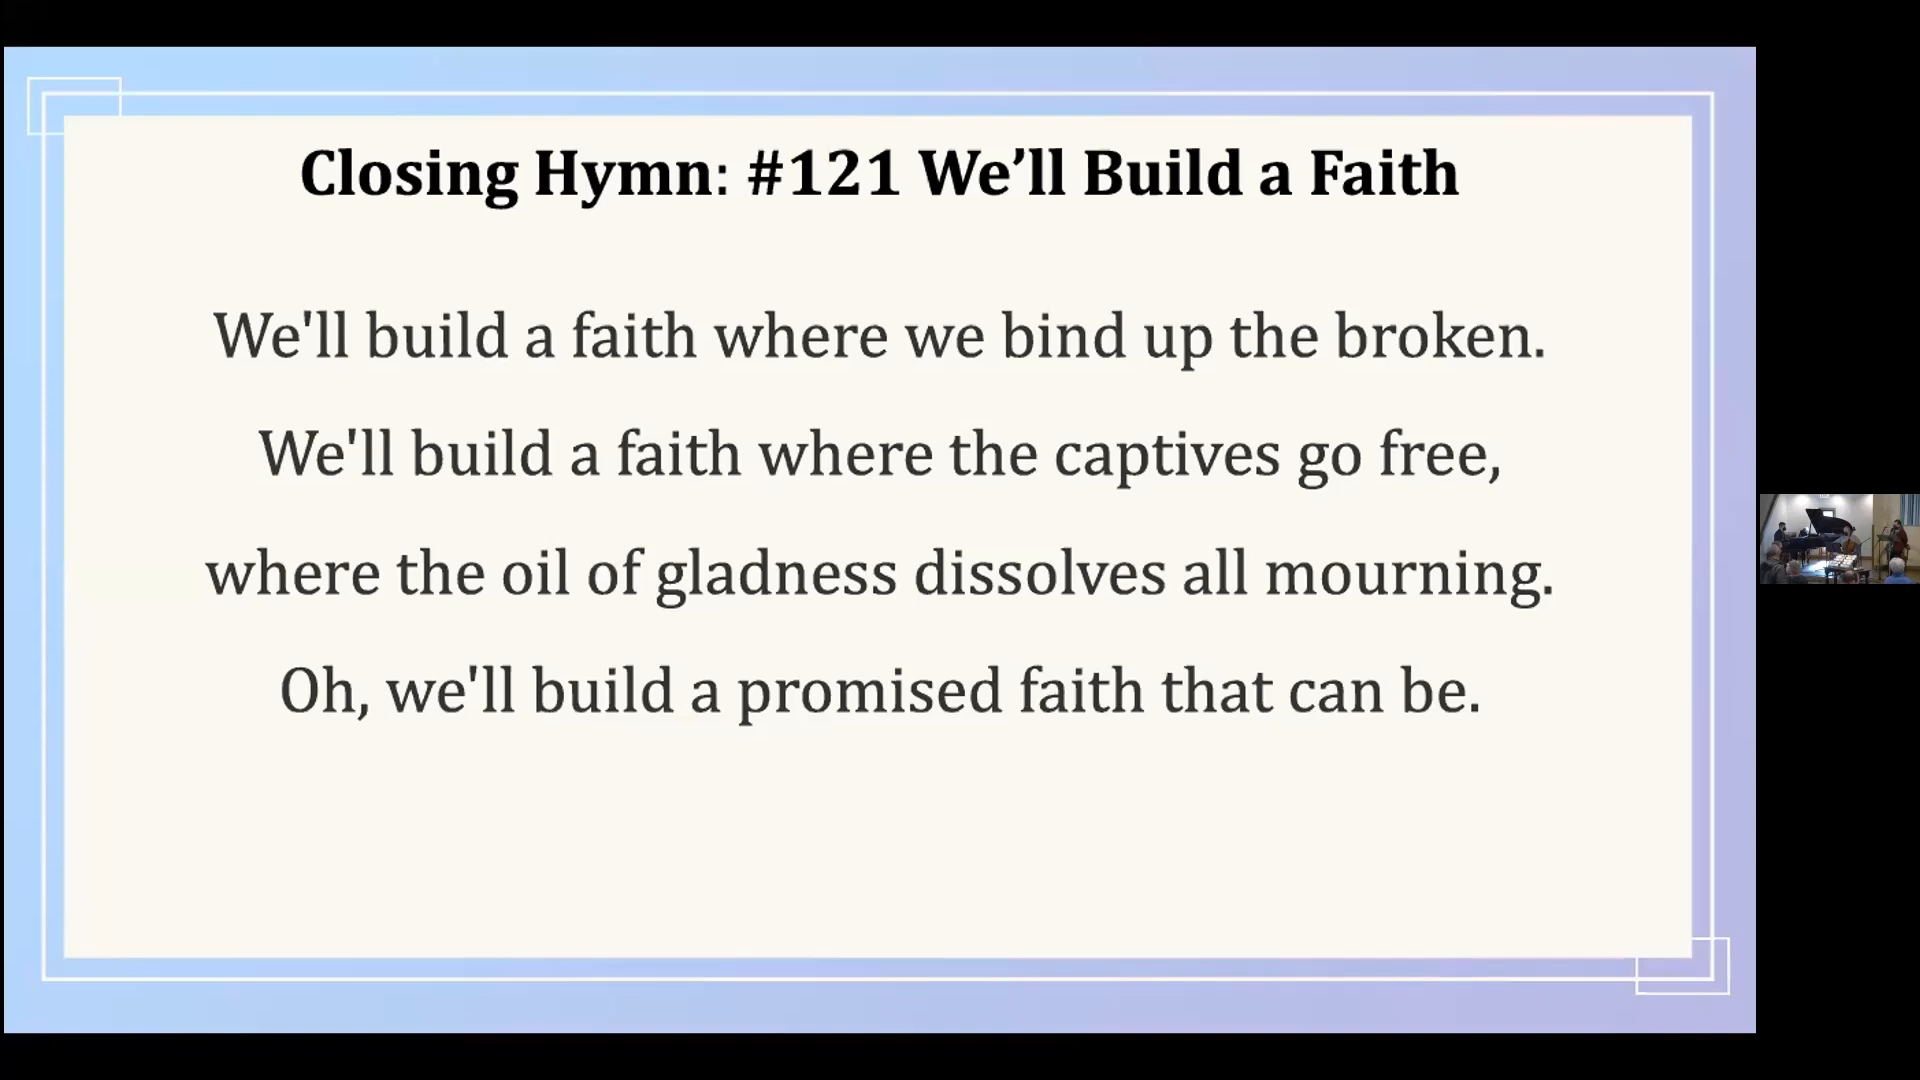 Closing Hymn: #121 We’ll Build a Faith
We'll build a faith where we bind up the broken.
We'll build a faith where the captives go free,
where the oil of gladness dissolves all mourning.
Oh, we'll build a promised faith that can be.